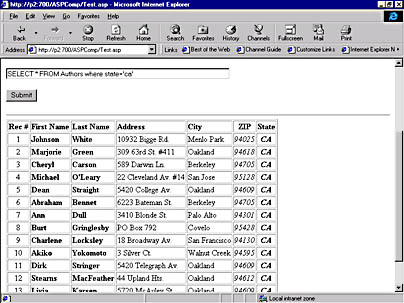 http://p2:700/ASPComp/Test.asp - Microsoft Internet Explorer
File Edit View Go Favorites Help
Back Forward Stop Refresh Home Search Favorites History Channels Fullscreen Mail Print
Address http://p2:700/ASPComp/Test.asp Links Best of the Web Channel Guide Customize Links Internet Explorer N
SELECT * FROM Authors where state='ca'
Submit
Rec # First Name Last Name Address City ZIP State
1 Johnson White 10932 Bigge Rd. Menlo Park 94025 CA
2 Marjorie Green 309 63rd St. #411 Oakland 94618 CA
3 Cheryl Carson 589 Darwin Ln. Berkeley 94705 CA
4 Michael O'Leary 22 Cleveland Av. #14 San Jose 95128 CA
5 Dean Straight 5420 College Av. Oakland 94609 CA
6 Abraham Bennet 6223 Bateman St. Berkeley 94705 CA
7 Ann Dull 3410 Blonde St. Palo Alto 94301 CA
8 Burt Gringlesby PO Box 792 Covelo 95428 CA
9 Charlene Locksley 18 Broadway Av. San Francisco 94130 CA
10 Akiko Yokomoto 3 Silver Ct. Walnut Creek 94595 CA
11 Dirk Stringer 5420 Telegraph Av. Oakland 94609 CA
12 Stearns MacFeather 44 Upland Hts. Oakland 94612 CA
13 Livia Karsen 5720 McAuley St. Oakland 94609 CA
Local intranet zone